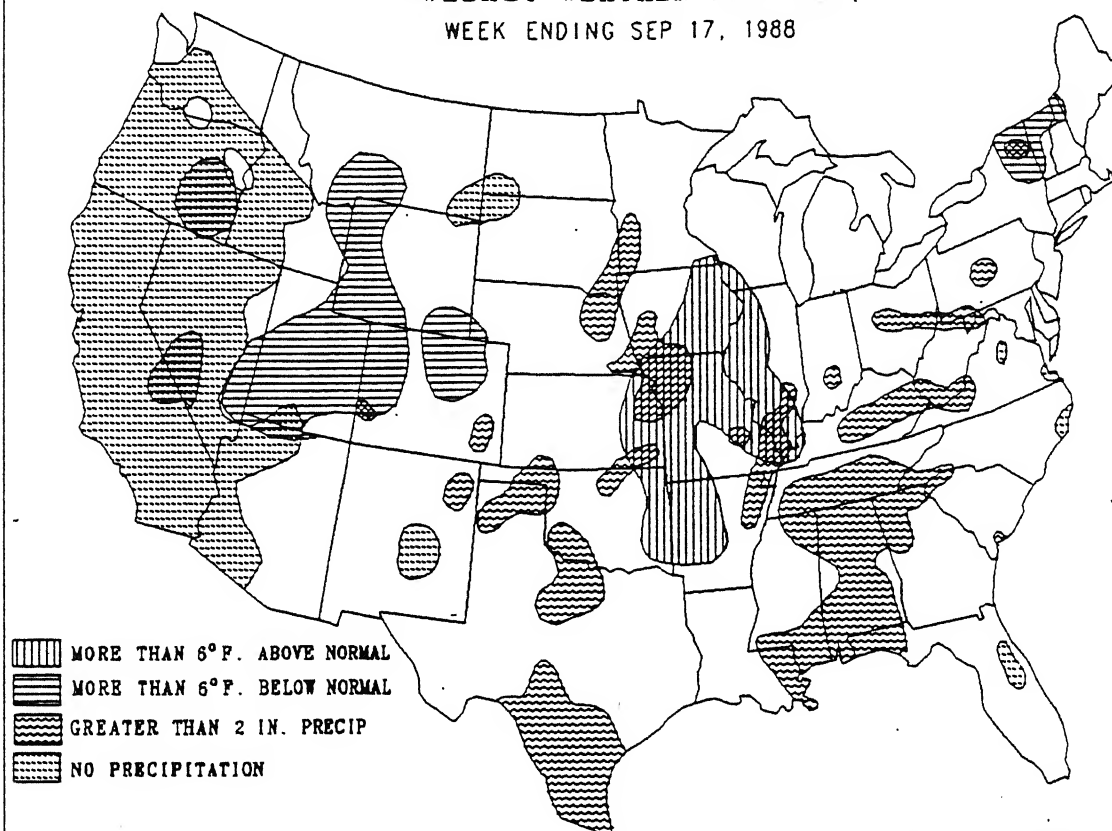 WEEK ENDING SEP 17, 1988
MORE THAN 6°F. ABOVE NORMAL
MORE THAN 6°F. BELOW NORMAL
GREATER THAN 2 IN. PRECIP
NO PRECIPITATION